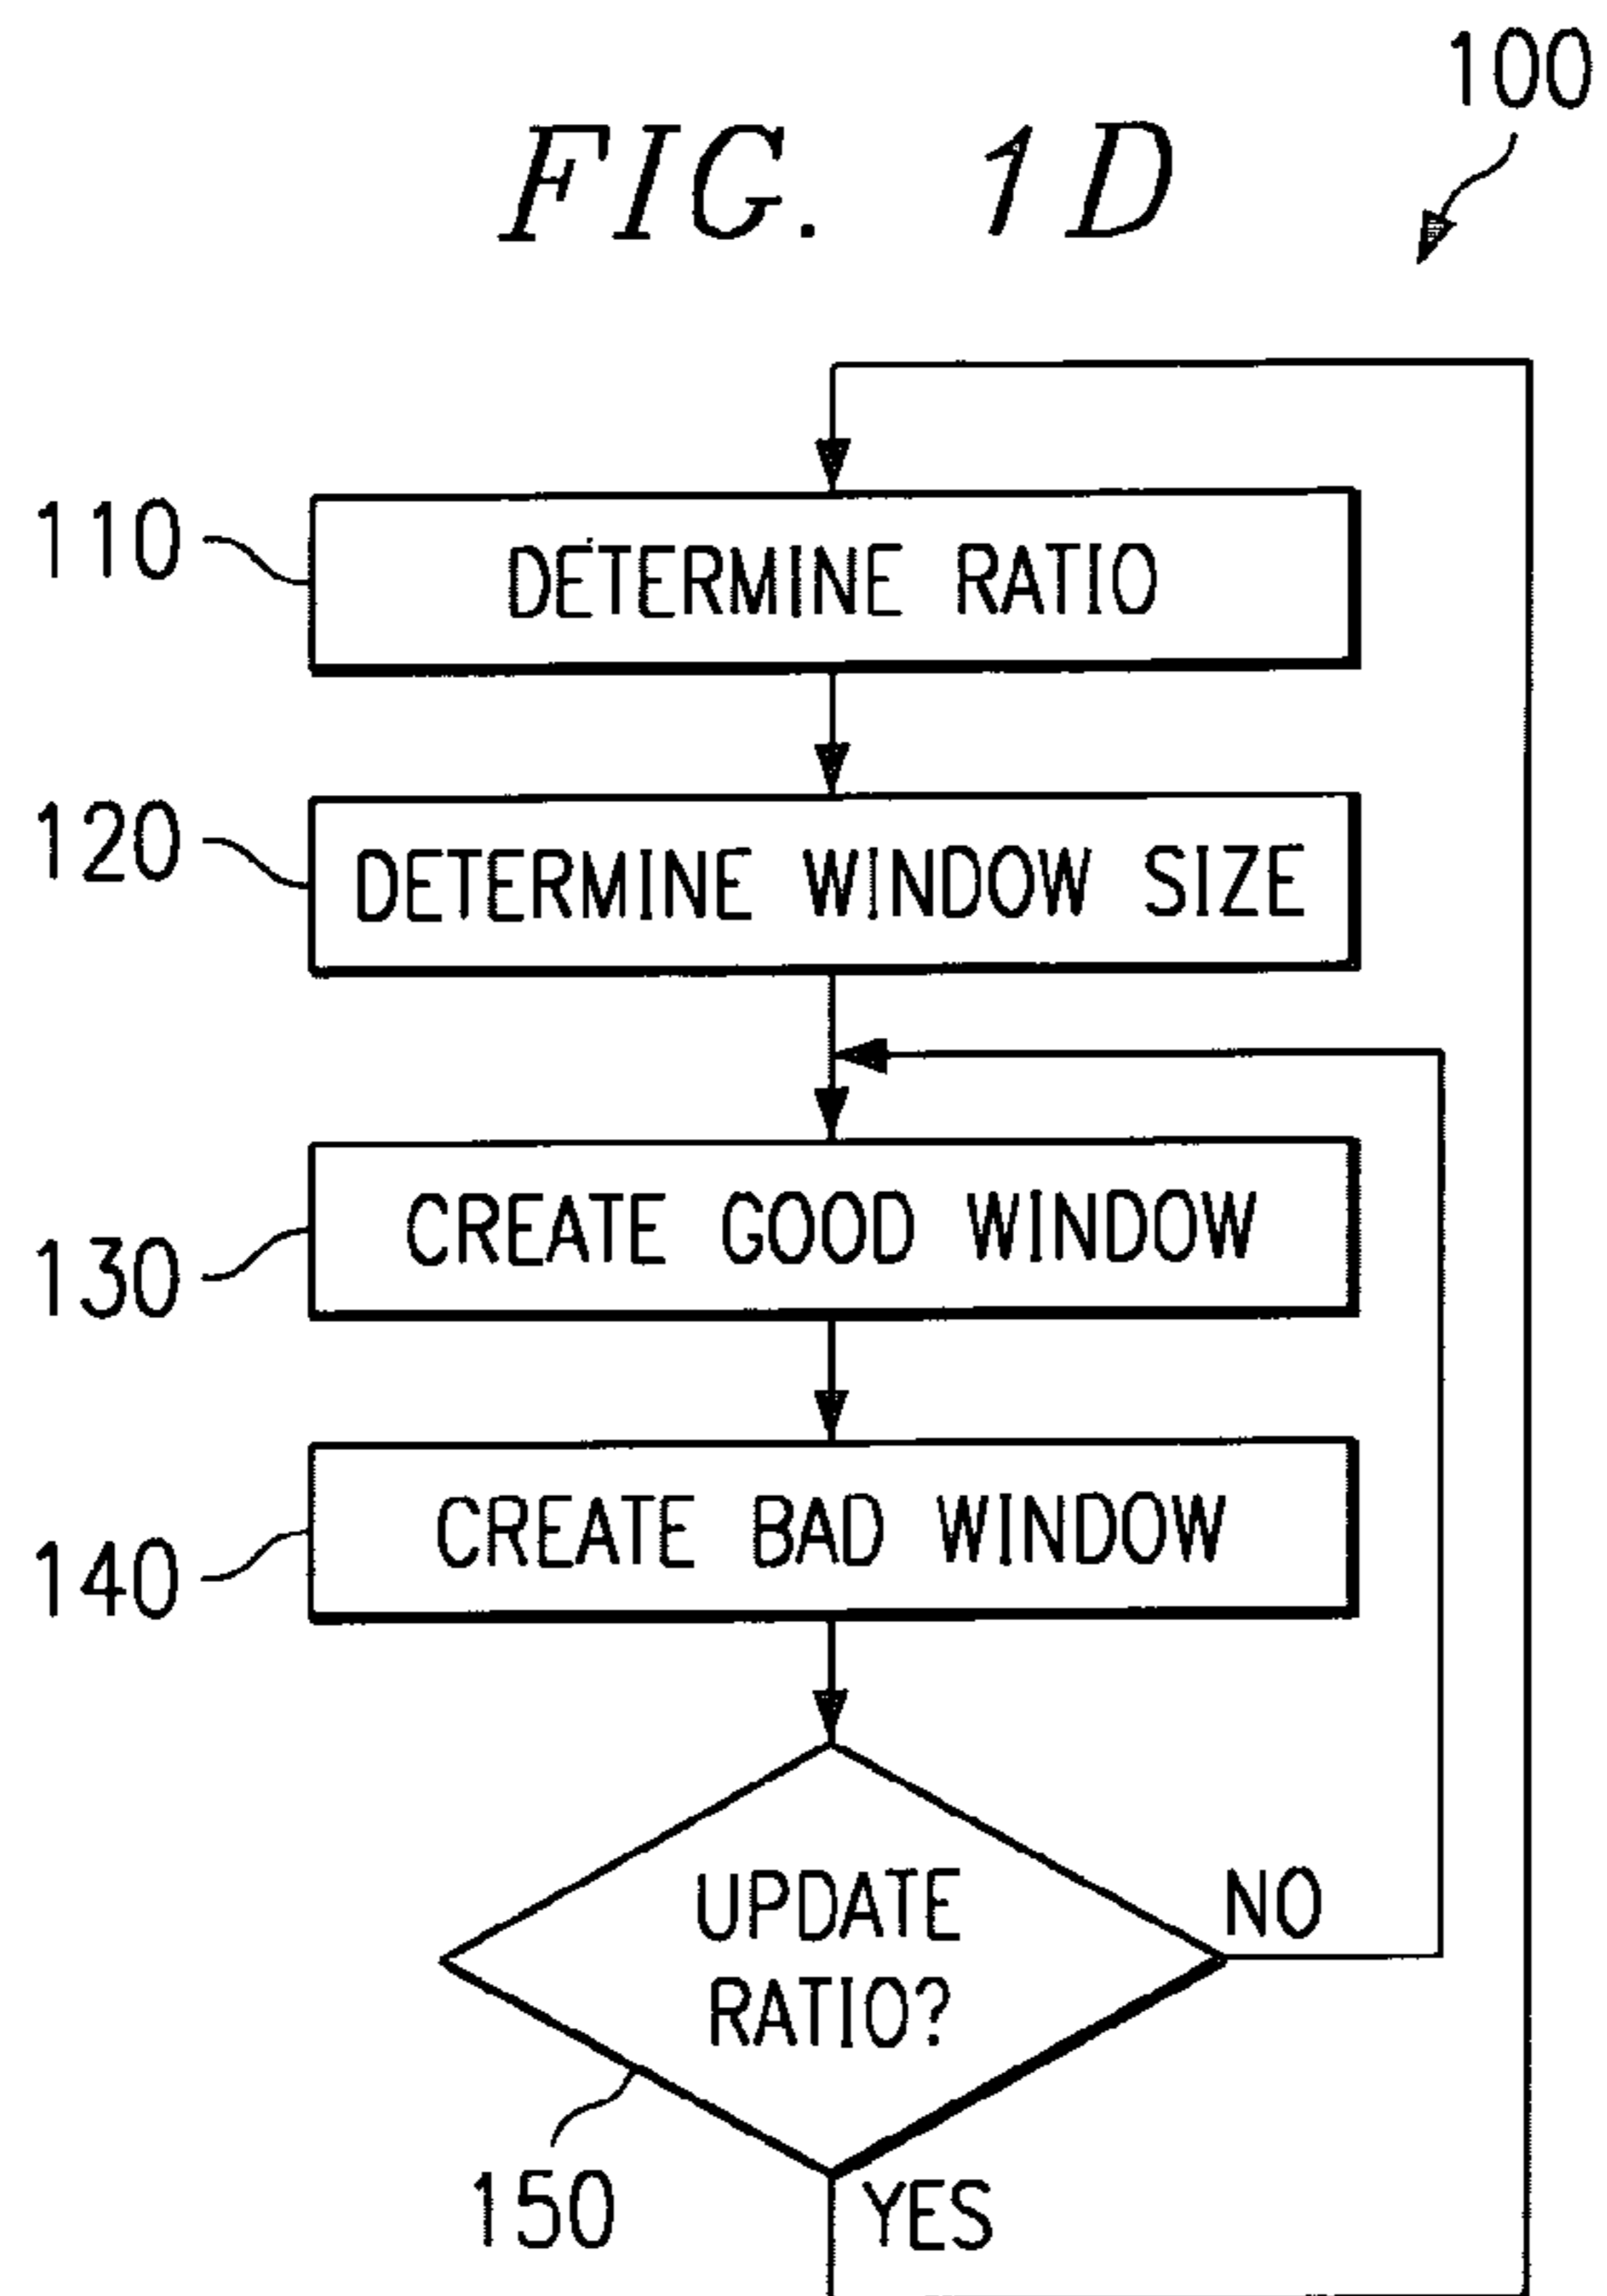 100
FIG. 1D
110
DETERMINE RATIO
120
DETERMINE WINDOW SIZE
130
CREATE GOOD WINDOW
140
CREATE BAD WINDOW
UPDATE
RATIO?
NO
150
YES